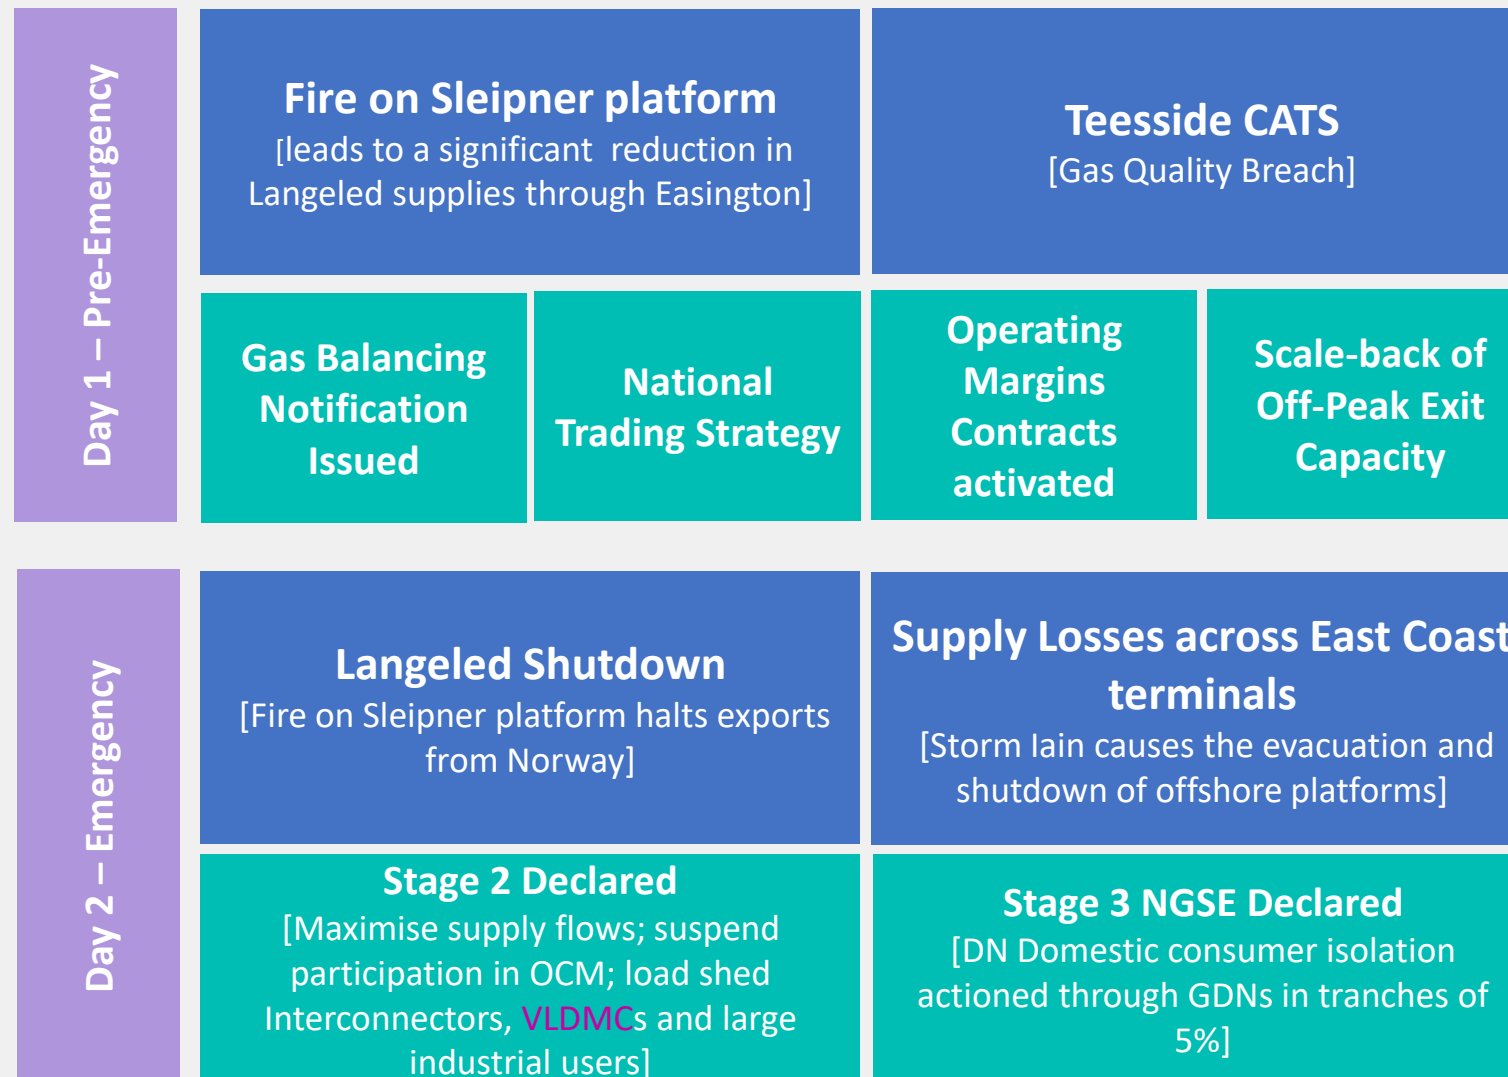 Day 1 – Pre-Emergency
Fire on Sleipner platform
[leads to a significant  reduction in
Langeled supplies through Easington]
Teesside CATS
[Gas Quality Breach]
Gas Balancing
Notification
Issued
National
Trading Strategy
Operating
Margins
Contracts
activated
Scale-back of
Off-Peak Exit
Capacity
Day 2 – Emergency
Langeled Shutdown
[Fire on Sleipner platform halts exports
from Norway]
Supply Losses across East Coast
terminals
[Storm Iain causes the evacuation and
shutdown of offshore platforms]
Stage 2 Declared
[Maximise supply flows; suspend
participation in OCM; load shed
Interconnectors, VLDMCs and large
industrial users]
Stage 3 NGSE Declared
[DN Domestic consumer isolation
actioned through GDNs in tranches of
5%]